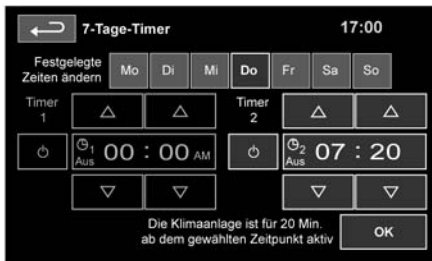 7-Tage-Timer 17:00
Festgelegte
Zeiten ändern
Mo Di Mi Do Fr Sa So
Timer
1
Timer
2
1
Aus
00 : 00 AM
2
Aus
07 : 20
Die Klimaanlage ist für 20 Min.
ab dem gewählten Zeitpunkt aktiv
OK